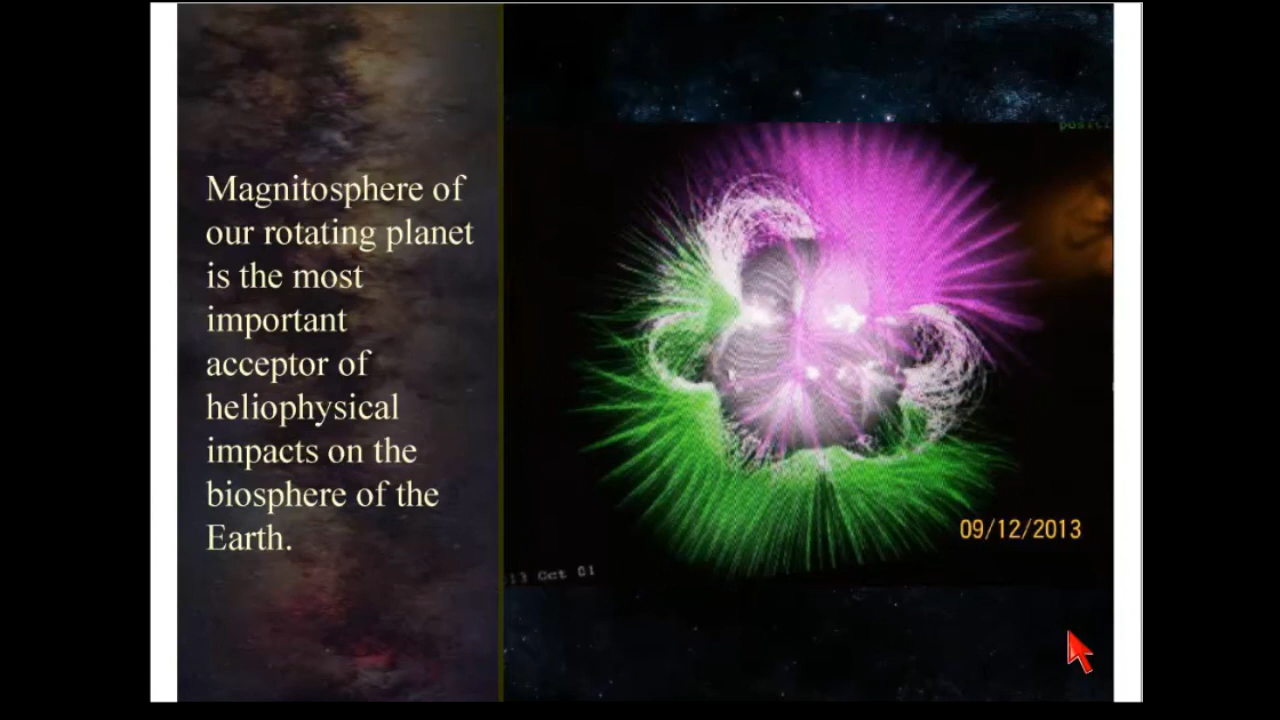 Magnitosphere of
our rotating planet
is the most
important
acceptor of
heliophysical
impacts on the
biosphere of the
Earth.
09/12/2013
13 Oct 01